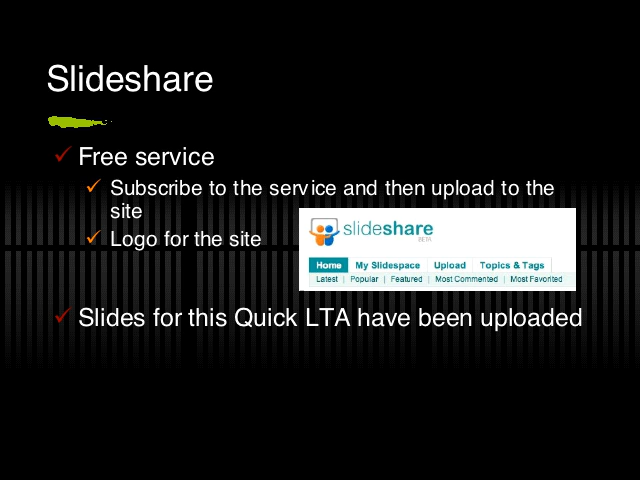 Slideshare
Free service
Subscribe to the service and then upload to the
site
Logo for the site
slideshare
BETA
Home My Slidespace Upload Topics & Tags
Latest | Popular | Featured | Most Commented | Most Favorited
Slides for this Quick LTA have been uploaded